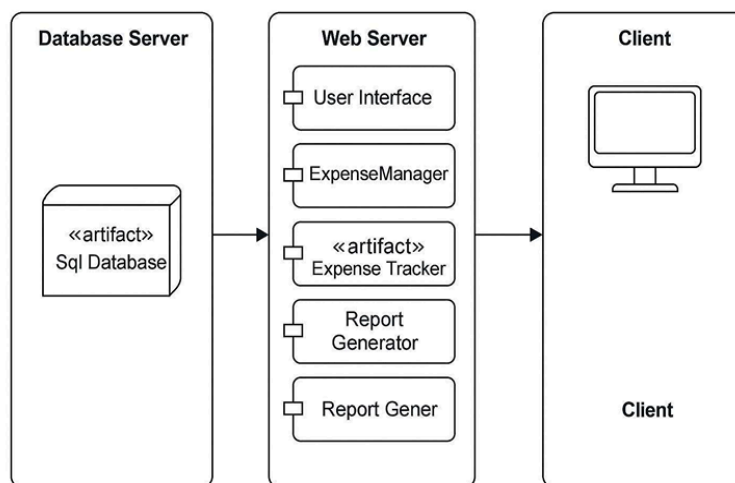 Database Server
«artifact»
Sql Database
Web Server
User Interface
ExpenseManager
«artifact»
Expense Tracker
Report
Generator
Report Gener
Client
Client